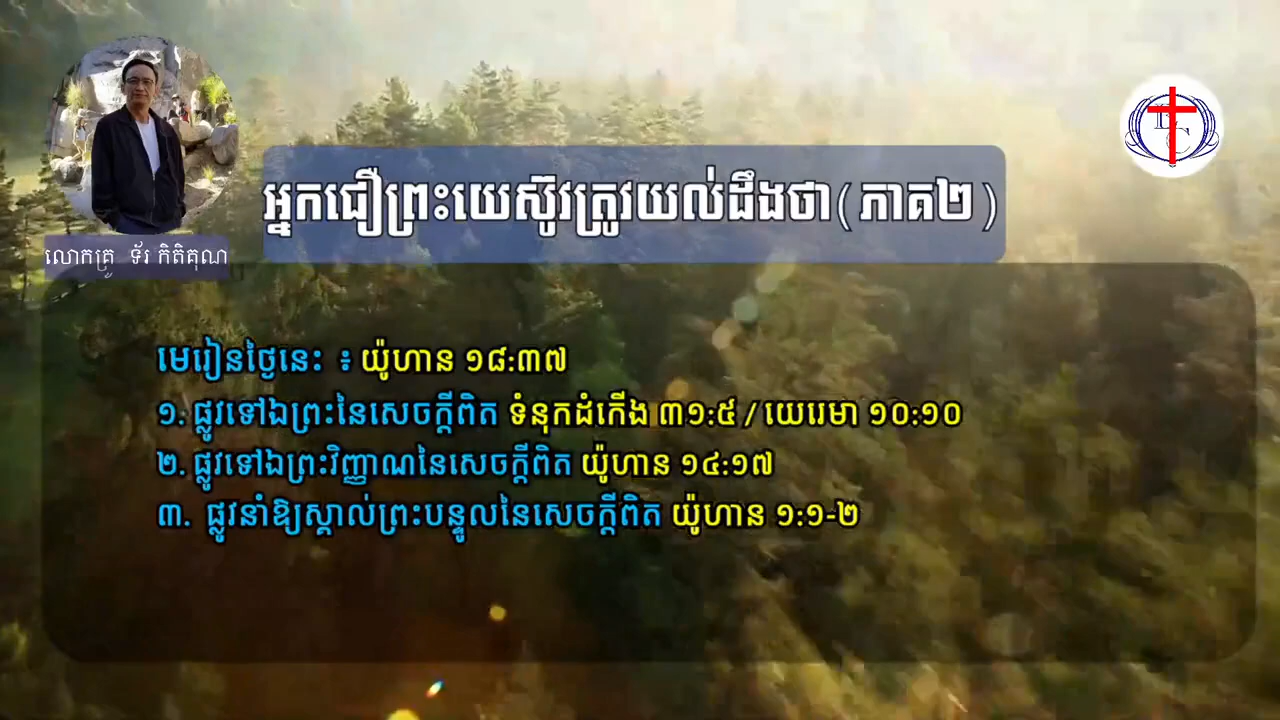 អ្នកជឿព្រះយេស៊ូវត្រូវយល់ដឹងថា(ភាគ២)
លោកគ្រូ ទ័រ កិតិគុណ
មេរៀនថ្ងៃនេះ ៖ យ៉ូហាន ១៨:៣៧
១. ផ្លូវទៅឯព្រះនៃសេចក្តីពិត ទំនុកដំកើង ៣១:៥ / យេរេមា ១០:១០
២. ផ្លូវទៅឯព្រះវិញ្ញាណនៃសេចក្តីពិត យ៉ូហាន ១៤:១៧
៣. ផ្លូវនាំឱ្យស្គាល់ព្រះបន្ទូលនៃសេចក្តីពិត យ៉ូហាន ១:១-២